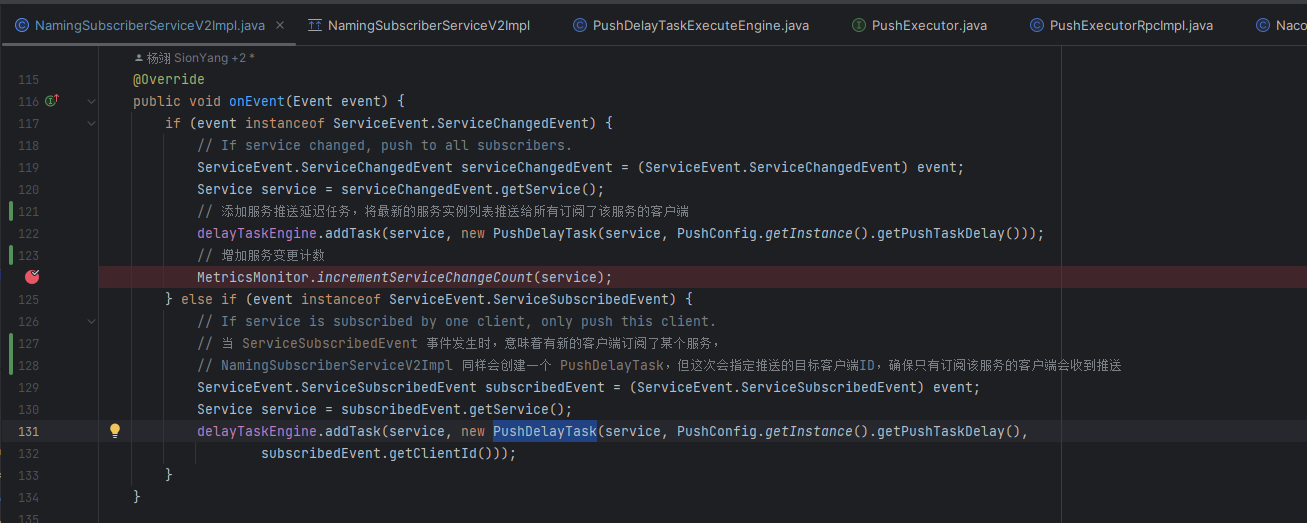 NamingSubscriberServiceV2Impl.java
NamingSubscriberServiceV2Impl
PushDelayTaskExecuteEngine.java
PushExecutor.java
PushExecutorRpcImpl.java
Naco
杨翊 SionYang +2 *
115 @Override
116 public void onEvent(Event event) {
117 if (event instanceof ServiceEvent.ServiceChangedEvent) {
118 // If service changed, push to all subscribers.
119 ServiceEvent.ServiceChangedEvent serviceChangedEvent = (ServiceEvent.ServiceChangedEvent) event;
120 Service service = serviceChangedEvent.getService();
121 // 添加服务推送延迟任务，将最新的服务实例列表推送给所有订阅了该服务的客户端
122 delayTaskEngine.addTask(service, new PushDelayTask(service, PushConfig.getInstance().getPushTaskDelay()));
123 // 增加服务变更计数
MetricsMonitor.incrementServiceChangeCount(service);
125 } else if (event instanceof ServiceEvent.ServiceSubscribedEvent) {
126 // If service is subscribed by one client, only push this client.
127 // 当 ServiceSubscribedEvent 事件发生时，意味着有新的客户端订阅了某个服务，
128 // NamingSubscriberServiceV2Impl 同样会创建一个 PushDelayTask，但这次会指定推送的目标客户端ID，确保只有订阅该服务的客户端会收到推送
129 ServiceEvent.ServiceSubscribedEvent subscribedEvent = (ServiceEvent.ServiceSubscribedEvent) event;
130 Service service = subscribedEvent.getService();
131 delayTaskEngine.addTask(service, new PushDelayTask(service, PushConfig.getInstance().getPushTaskDelay(),
132 subscribedEvent.getClientId()));
133 }
134 }
135